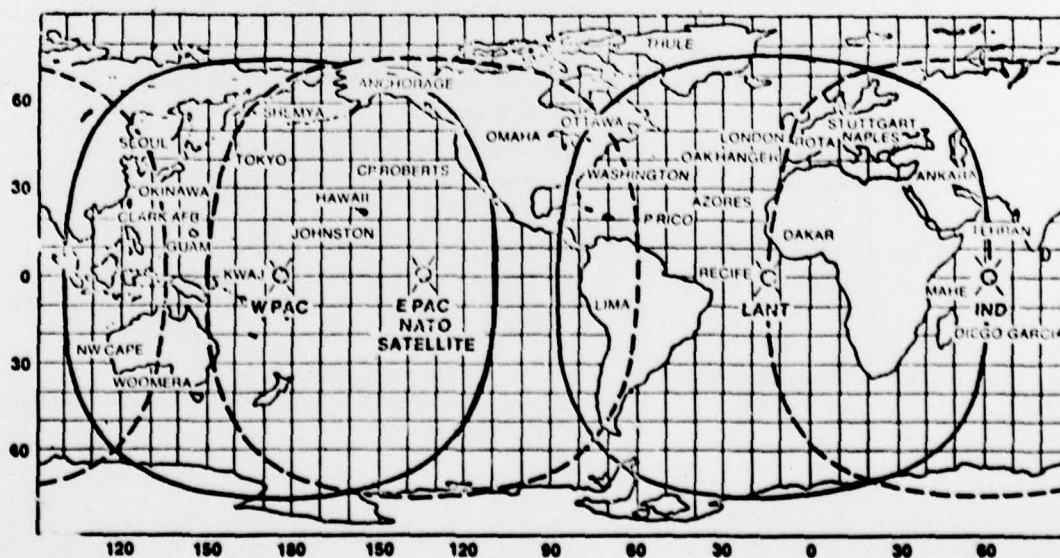 THULE
ANCHORAGE
60
SHEMYA
OTTAWA
OMAHA
LONDON
STUTTGART
SEOUL
ROTA
NAPLES
TOKYO
OAKHANGER
CP ROBERTS
WASHINGTON
ANKARA
30
OKINAWA
HAWAII
AZORES
CLARK AFB
P RICO
JOHNSTON
DAKAR
TEHRAN
GUAM
0
KWAJ
RECIFE
MAHE
W PAC
E PAC
NATO
SATELLITE
LIMA
LANT
IND
DIEGO GARCIA
NW CAPE
30
WOOMERA
60
120 150 180 150 120 90 60 30 0 30 60